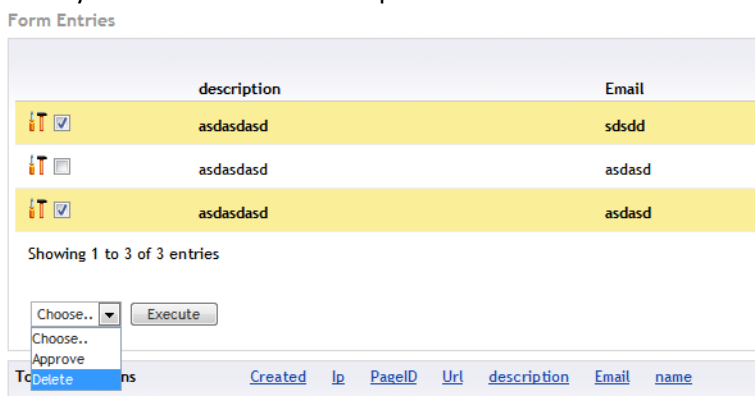 Form Entries
description Email
asdasdasd sdsdd
asdasdasd asdasd
asdasdasd asdasd
Showing 1 to 3 of 3 entries
Choose.. Execute
Choose..
Approve
Delete
Created Ip PageID Url description Email name